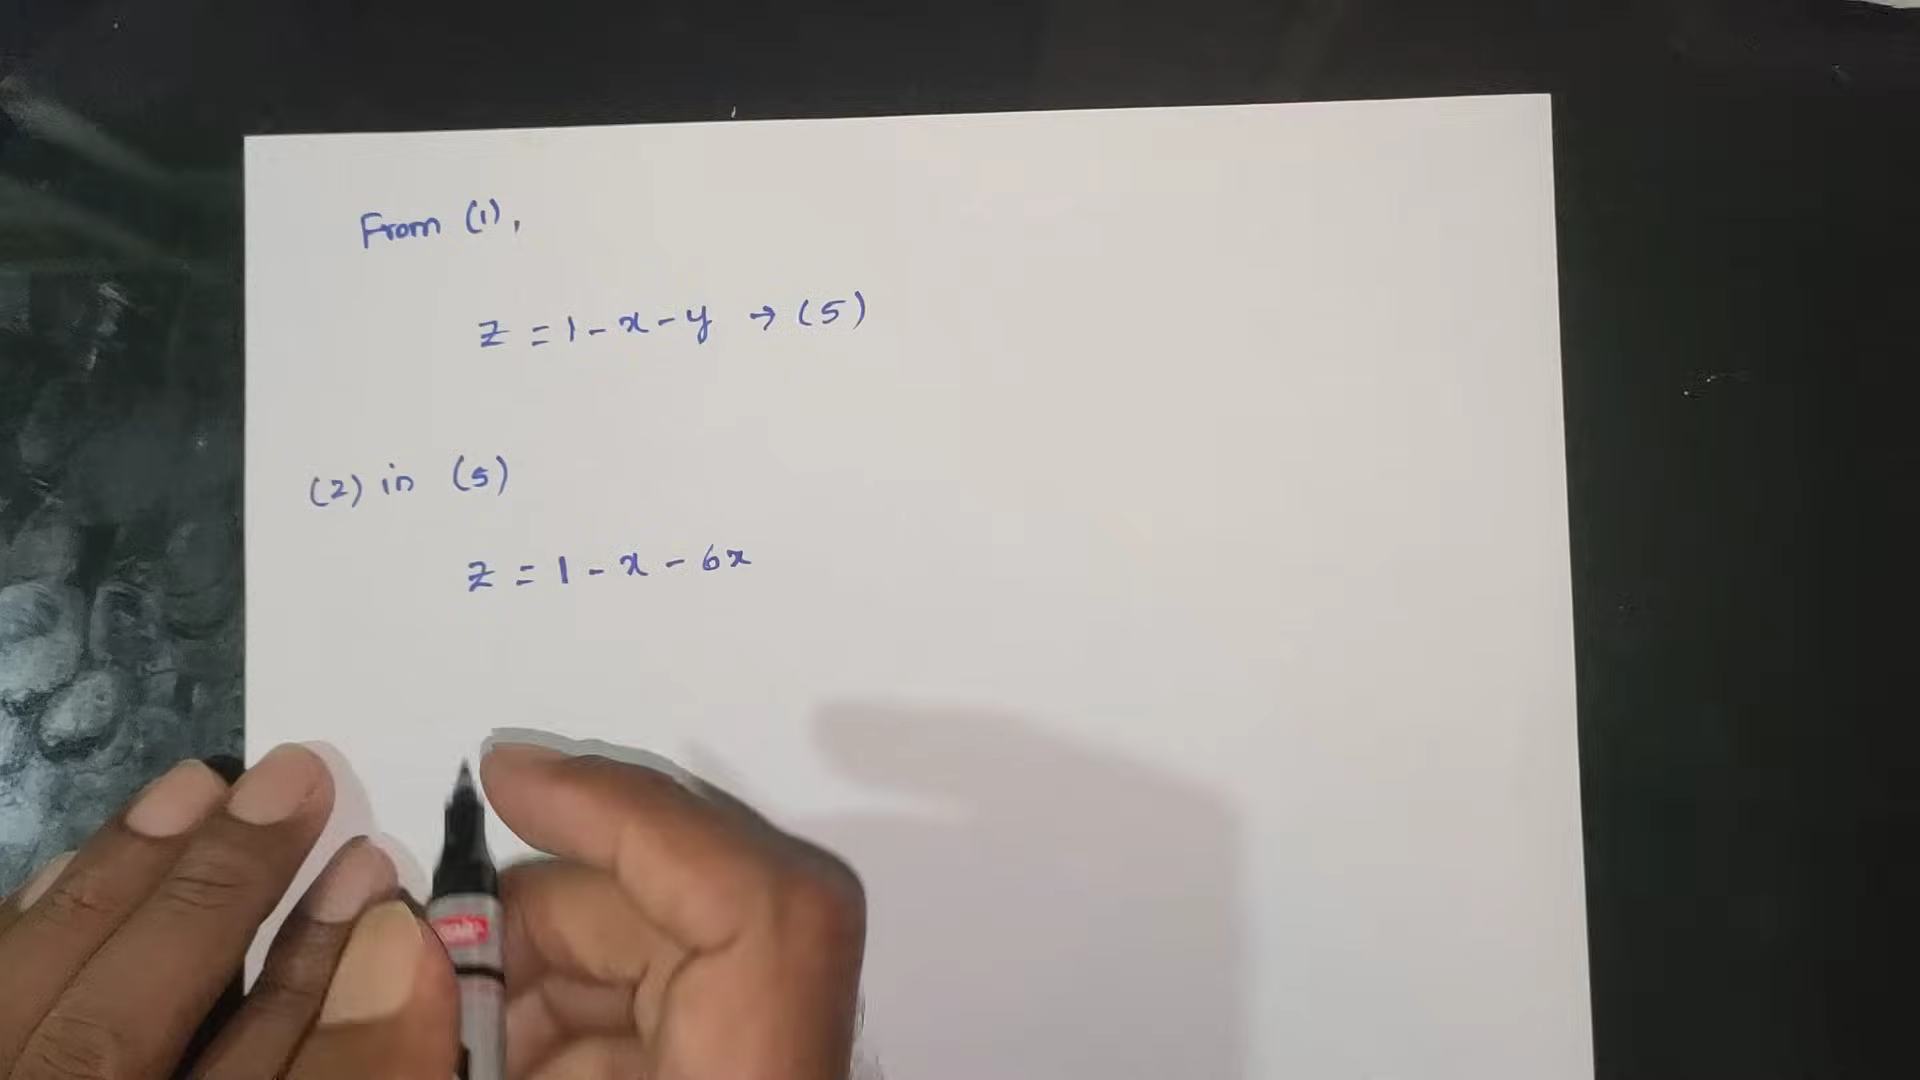 From (1),
z = 1 - x - y → (5)
(2) in (5)
z = 1 - x - 6x